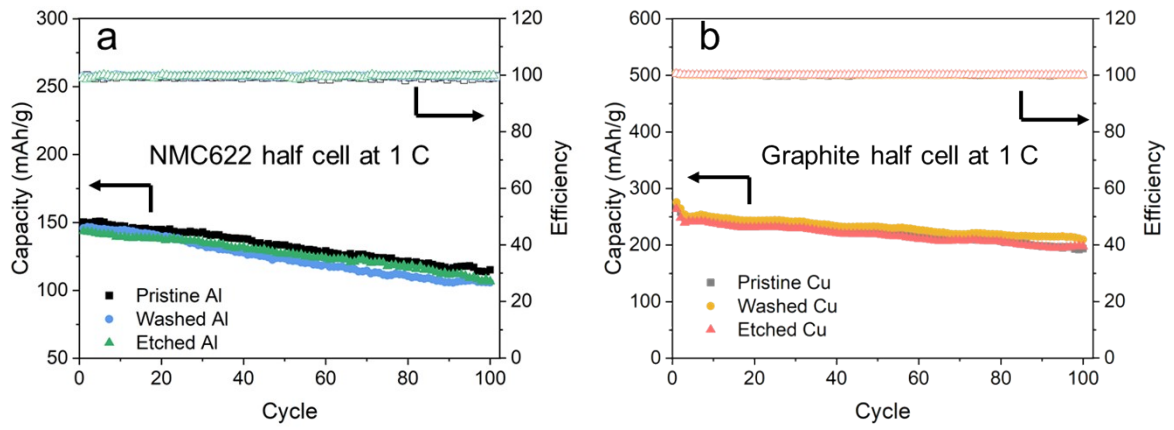 a
NMC622 half cell at 1 C
Pristine Al
Washed Al
Etched Al
Capacity (mAh/g)
300
250
200
150
100
50
0
20
40
60
80
100
Cycle
120
100
80
60
40
20
0
Efficiency
b
Graphite half cell at 1 C
Pristine Cu
Washed Cu
Etched Cu
Capacity (mAh/g)
600
500
400
300
200
100
0
0
20
40
60
80
100
Cycle
120
100
80
60
40
20
0
Efficiency